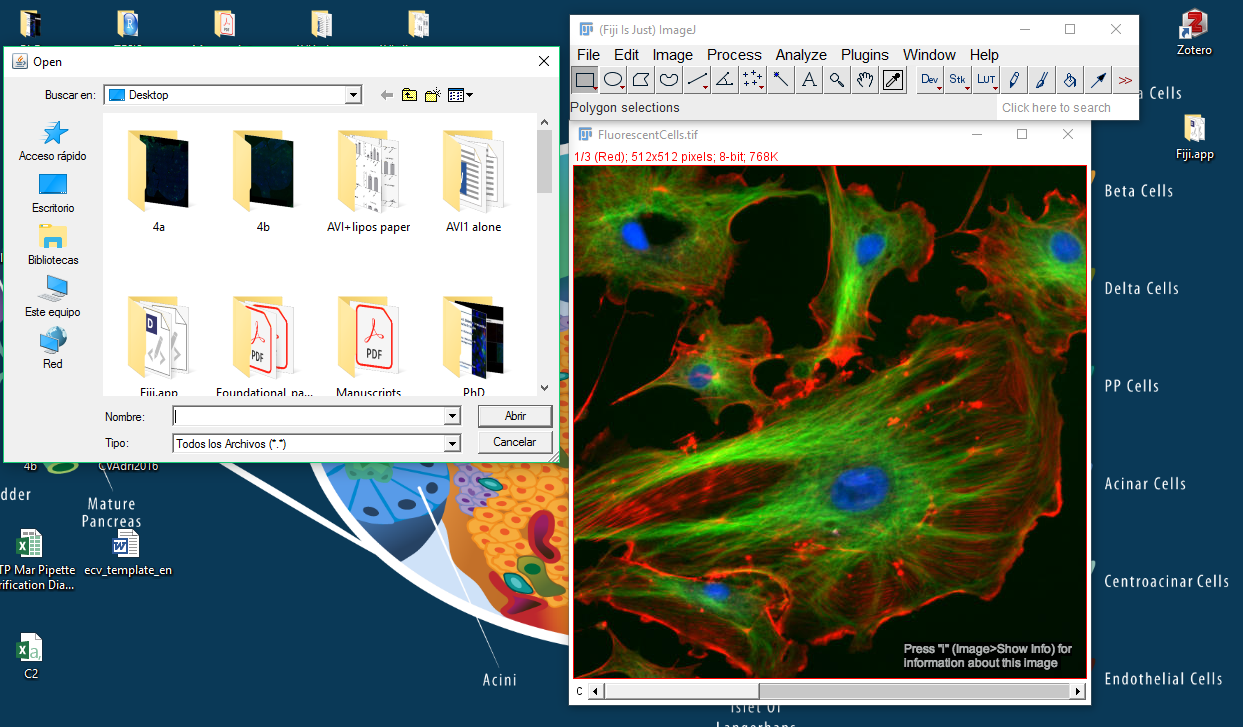 Open
Buscar en:
Desktop
Acceso rápido
Escritorio
Bibliotecas
Este equipo
Red
4a
4b
AVI+lipos paper
AVI1 alone
Fiji.app
Foundational_pa...
Manuscripts
PhD
PDF
PDF
Nombre:
Abrir
Tipo:
Todos los Archivos (*.*)
Cancelar
4b
CVAdri2016
dder
Mature
Pancreas
TP Mar Pipette
rification Dia...
ecv_template_en
C2
Acini
Islet Of
Langerhans
(Fiji Is Just) ImageJ
File Edit Image Process Analyze Plugins Window Help
Dev Stk LUT >>
Polygon selections
Click here to search
FluorescentCells.tif
1/3 (Red); 512x512 pixels; 8-bit; 768K
Press "I" (Image>Show Info) for
information about this image
C
Zotero
a Cells
Fiji.app
Beta Cells
Delta Cells
PP Cells
Acinar Cells
Centroacinar Cells
Endothelial Cells